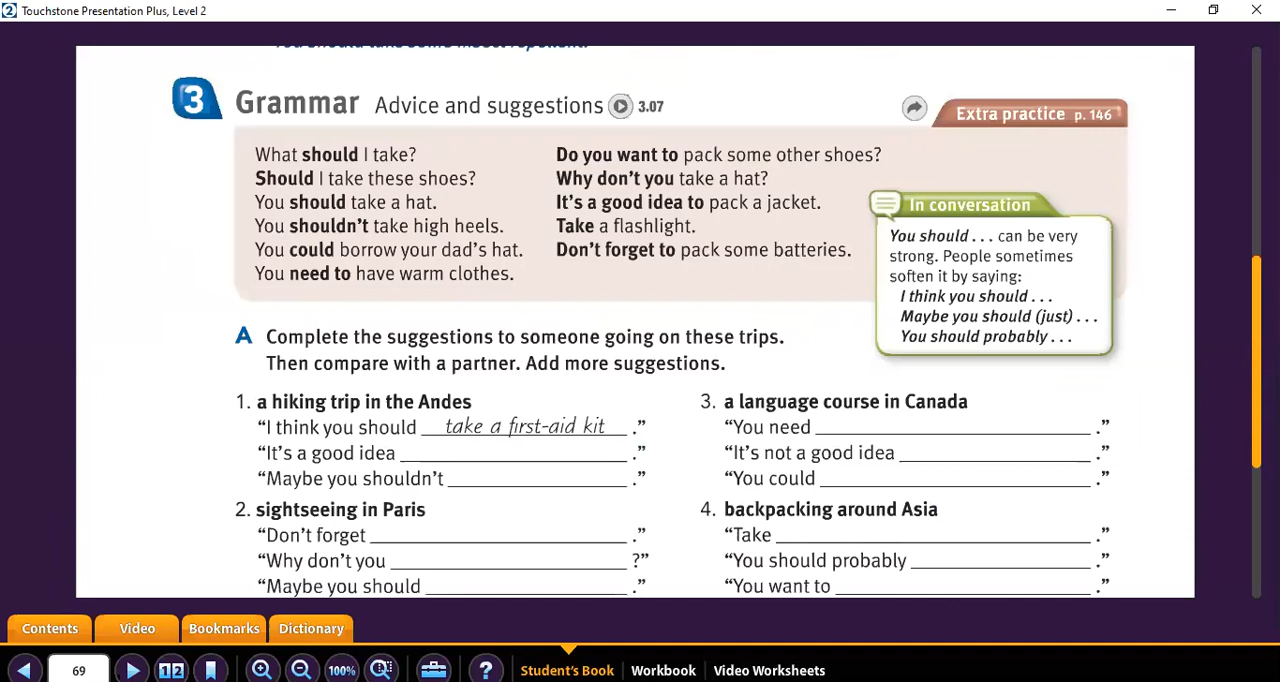 Touchstone Presentation Plus, Level 2
You should take some insect repellent.
3 Grammar Advice and suggestions 3.07
Extra practice p. 146
What should I take?
Should I take these shoes?
You should take a hat.
You shouldn't take high heels.
You could borrow your dad's hat.
You need to have warm clothes.
Do you want to pack some other shoes?
Why don't you take a hat?
It's a good idea to pack a jacket.
Take a flashlight.
Don't forget to pack some batteries.
In conversation
You should . . . can be very
strong. People sometimes
soften it by saying:
I think you should . . .
Maybe you should (just) . . .
You should probably . . .
A Complete the suggestions to someone going on these trips.
Then compare with a partner. Add more suggestions.
1. a hiking trip in the Andes
"I think you should take a first-aid kit ."
"It's a good idea ."
"Maybe you shouldn't ."
2. sightseeing in Paris
"Don't forget ."
"Why don't you ?"
"Maybe you should ."
3. a language course in Canada
"You need ."
"It's not a good idea ."
"You could ."
4. backpacking around Asia
"Take ."
"You should probably ."
"You want to ."
Contents Video Bookmarks Dictionary
69 12 100% ? Student's Book Workbook Video Worksheets